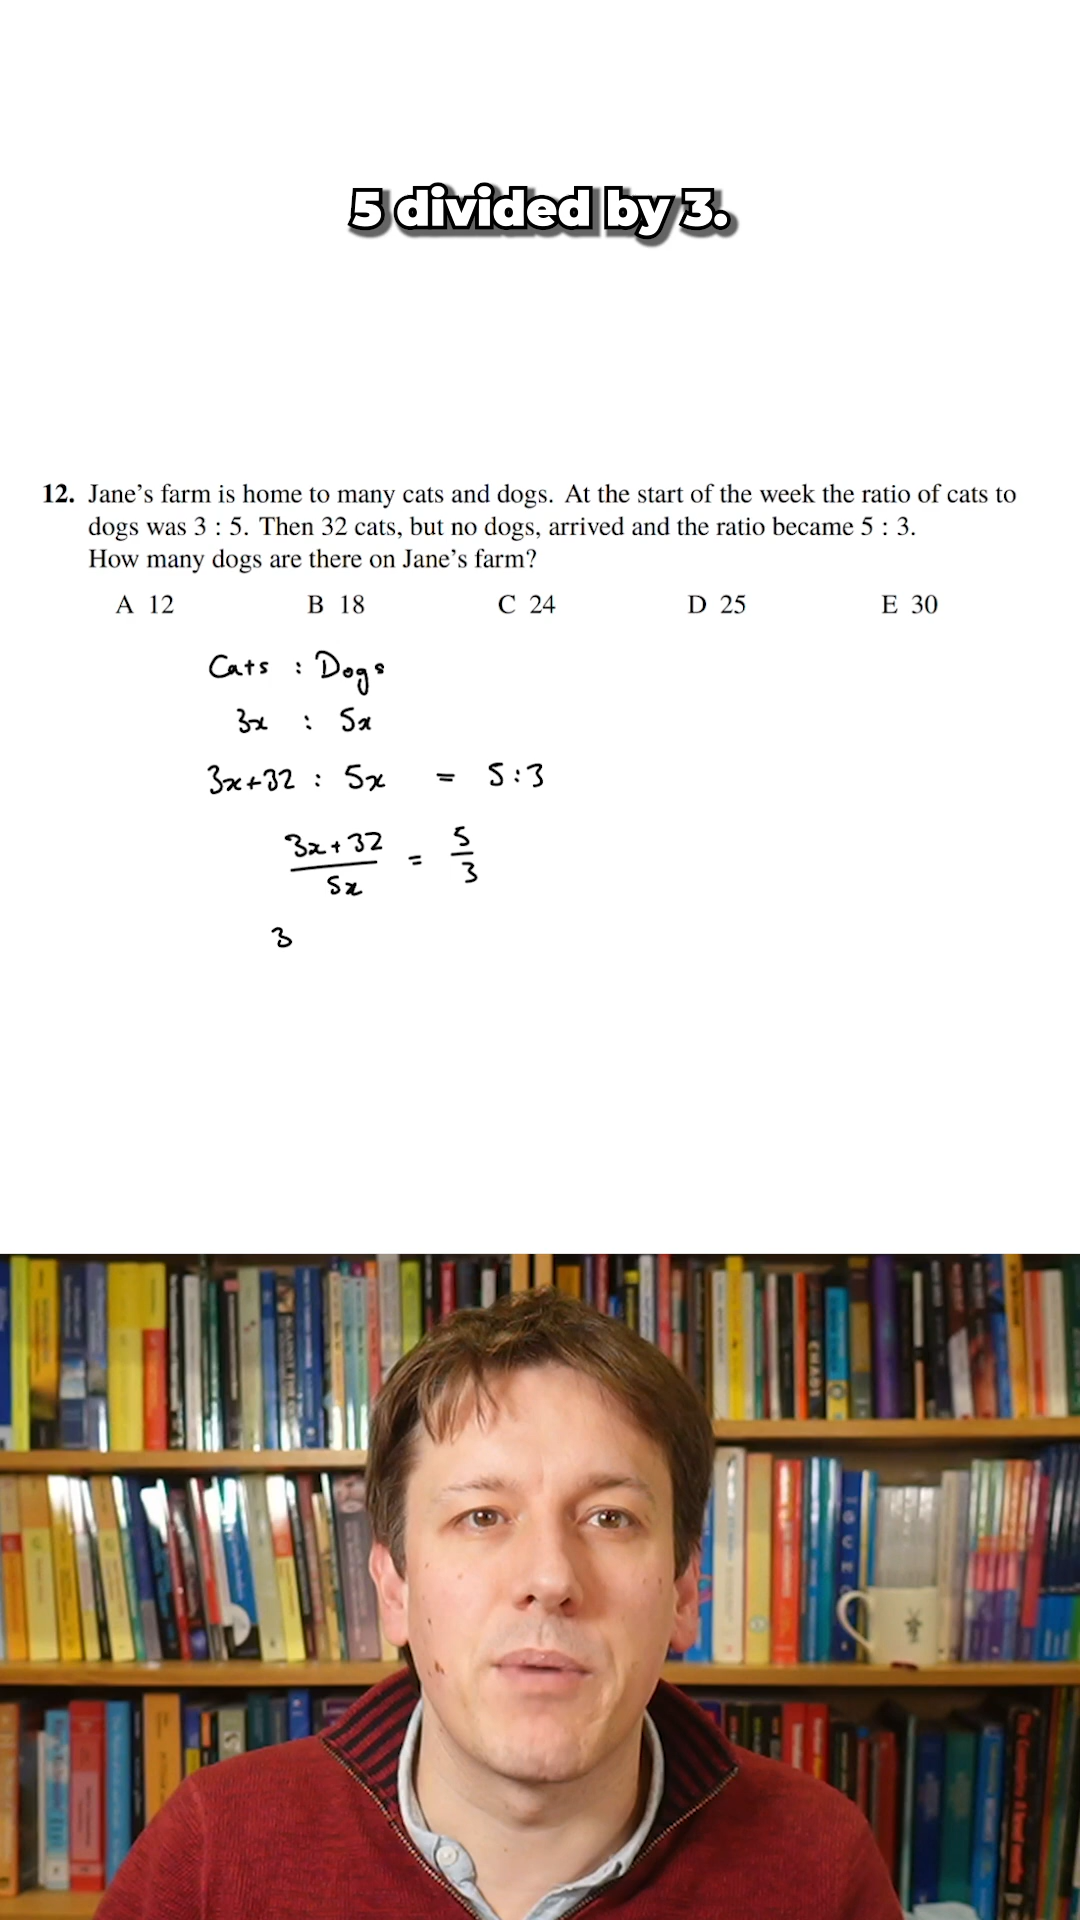 5 divided by 3.
12. Jane's farm is home to many cats and dogs. At the start of the week the ratio of cats to
dogs was 3 : 5. Then 32 cats, but no dogs, arrived and the ratio became 5 : 3.
How many dogs are there on Jane's farm?
A 12 B 18 C 24 D 25 E 30
Cats : Dogs
3x : 5x
3x+32 : 5x = 5:3
3x+32
5x
=
5
3
3